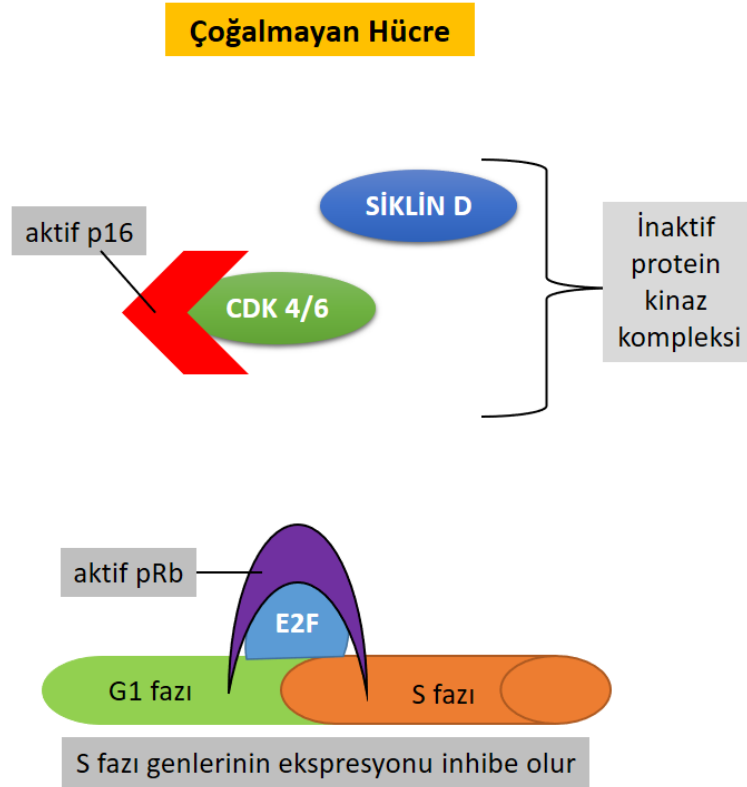 Çoğalmayan Hücre
SİKLİN D
aktif p16
CDK 4/6
İnaktif
protein
kinaz
kompleksi
aktif pRb
E2F
G1 fazı
S fazı
S fazı genlerinin ekspresyonu inhibe olur